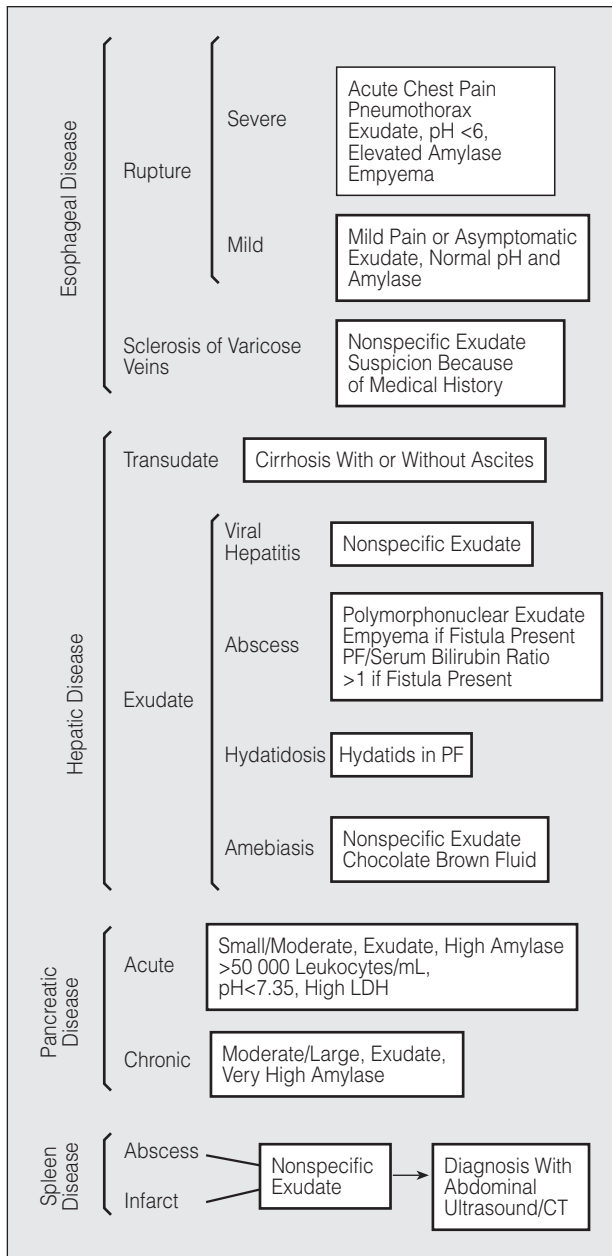 Esophageal Disease
Rupture
Severe
Acute Chest Pain
Pneumothorax
Exudate, pH <6,
Elevated Amylase
Empyema
Mild
Mild Pain or Asymptomatic
Exudate, Normal pH and
Amylase
Sclerosis of Varicose
Veins
Nonspecific Exudate
Suspicion Because
of Medical History
Hepatic Disease
Transudate
Cirrhosis With or Without Ascites
Exudate
Viral
Hepatitis
Nonspecific Exudate
Abscess
Polymorphonuclear Exudate
Empyema if Fistula Present
PF/Serum Bilirubin Ratio
>1 if Fistula Present
Hydatidosis
Hydatids in PF
Amebiasis
Nonspecific Exudate
Chocolate Brown Fluid
Pancreatic
Disease
Acute
Small/Moderate, Exudate, High Amylase
>50 000 Leukocytes/mL,
pH<7.35, High LDH
Chronic
Moderate/Large, Exudate,
Very High Amylase
Spleen
Disease
Abscess
Infarct
Nonspecific
Exudate
Diagnosis With
Abdominal
Ultrasound/CT